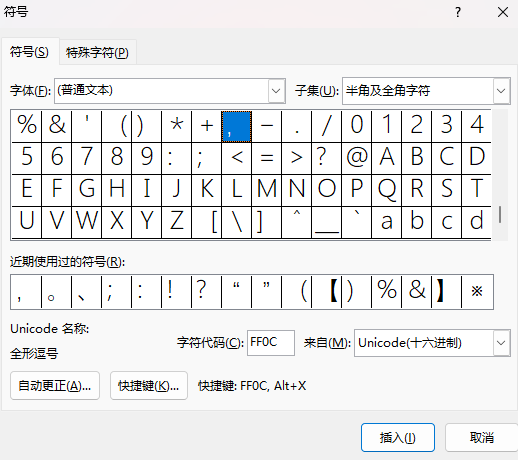 符号
? ×
符号(S) 特殊字符(P)
字体(F): (普通文本) 子集(U): 半角及全角字符
% & ' ( ) * + , - . / 0 1 2 3 4
5 6 7 8 9 : ; < = > ? @ A B C D
E F G H I J K L M N O P Q R S T
U V W X Y Z [ \ ] ^ _ ` a b c d
近期使用过的符号(R):
, 。 、 ; : ! ? “ ” ( 【 ) % & 】 ※
Unicode 名称:
全形逗号
字符代码(C): FF0C 来自(M): Unicode(十六进制)
自动更正(A)... 快捷键(K)... 快捷键: FF0C, Alt+X
插入(I) 取消